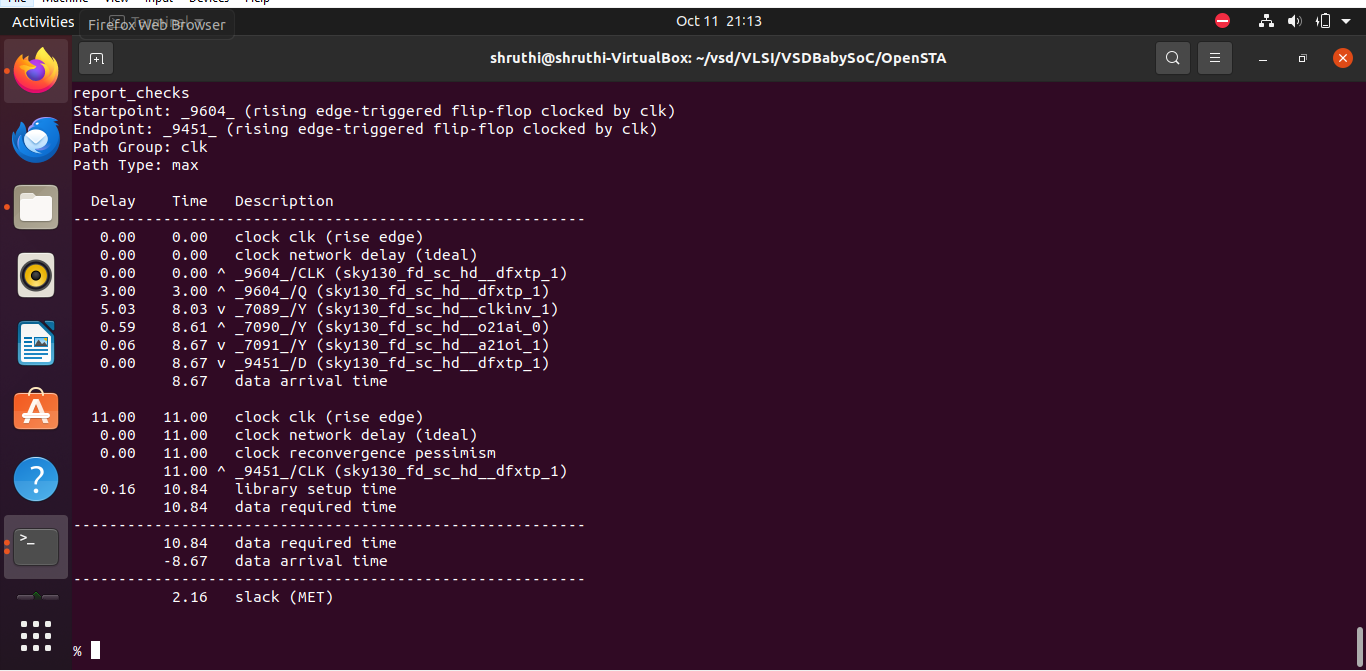 File Machine View Input Devices Help
Activities Terminal Oct 11 21:13
Firefox Web Browser
shruthi@shruthi-VirtualBox: ~/vsd/VLSI/VSDBabySoC/OpenSTA
report_checks
Startpoint: _9604_ (rising edge-triggered flip-flop clocked by clk)
Endpoint: _9451_ (rising edge-triggered flip-flop clocked by clk)
Path Group: clk
Path Type: max
  Delay    Time   Description
---------------------------------------------------------
   0.00    0.00   clock clk (rise edge)
   0.00    0.00   clock network delay (ideal)
   0.00    0.00 ^ _9604_/CLK (sky130_fd_sc_hd__dfxtp_1)
   3.00    3.00 ^ _9604_/Q (sky130_fd_sc_hd__dfxtp_1)
   5.03    8.03 v _7089_/Y (sky130_fd_sc_hd__clkinv_1)
   0.59    8.61 ^ _7090_/Y (sky130_fd_sc_hd__o21ai_0)
   0.06    8.67 v _7091_/Y (sky130_fd_sc_hd__a21oi_1)
   0.00    8.67 v _9451_/D (sky130_fd_sc_hd__dfxtp_1)
           8.67   data arrival time
  11.00   11.00   clock clk (rise edge)
   0.00   11.00   clock network delay (ideal)
   0.00   11.00   clock reconvergence pessimism
          11.00 ^ _9451_/CLK (sky130_fd_sc_hd__dfxtp_1)
  -0.16   10.84   library setup time
          10.84   data required time
---------------------------------------------------------
          10.84   data required time
          -8.67   data arrival time
---------------------------------------------------------
           2.16   slack (MET)
%